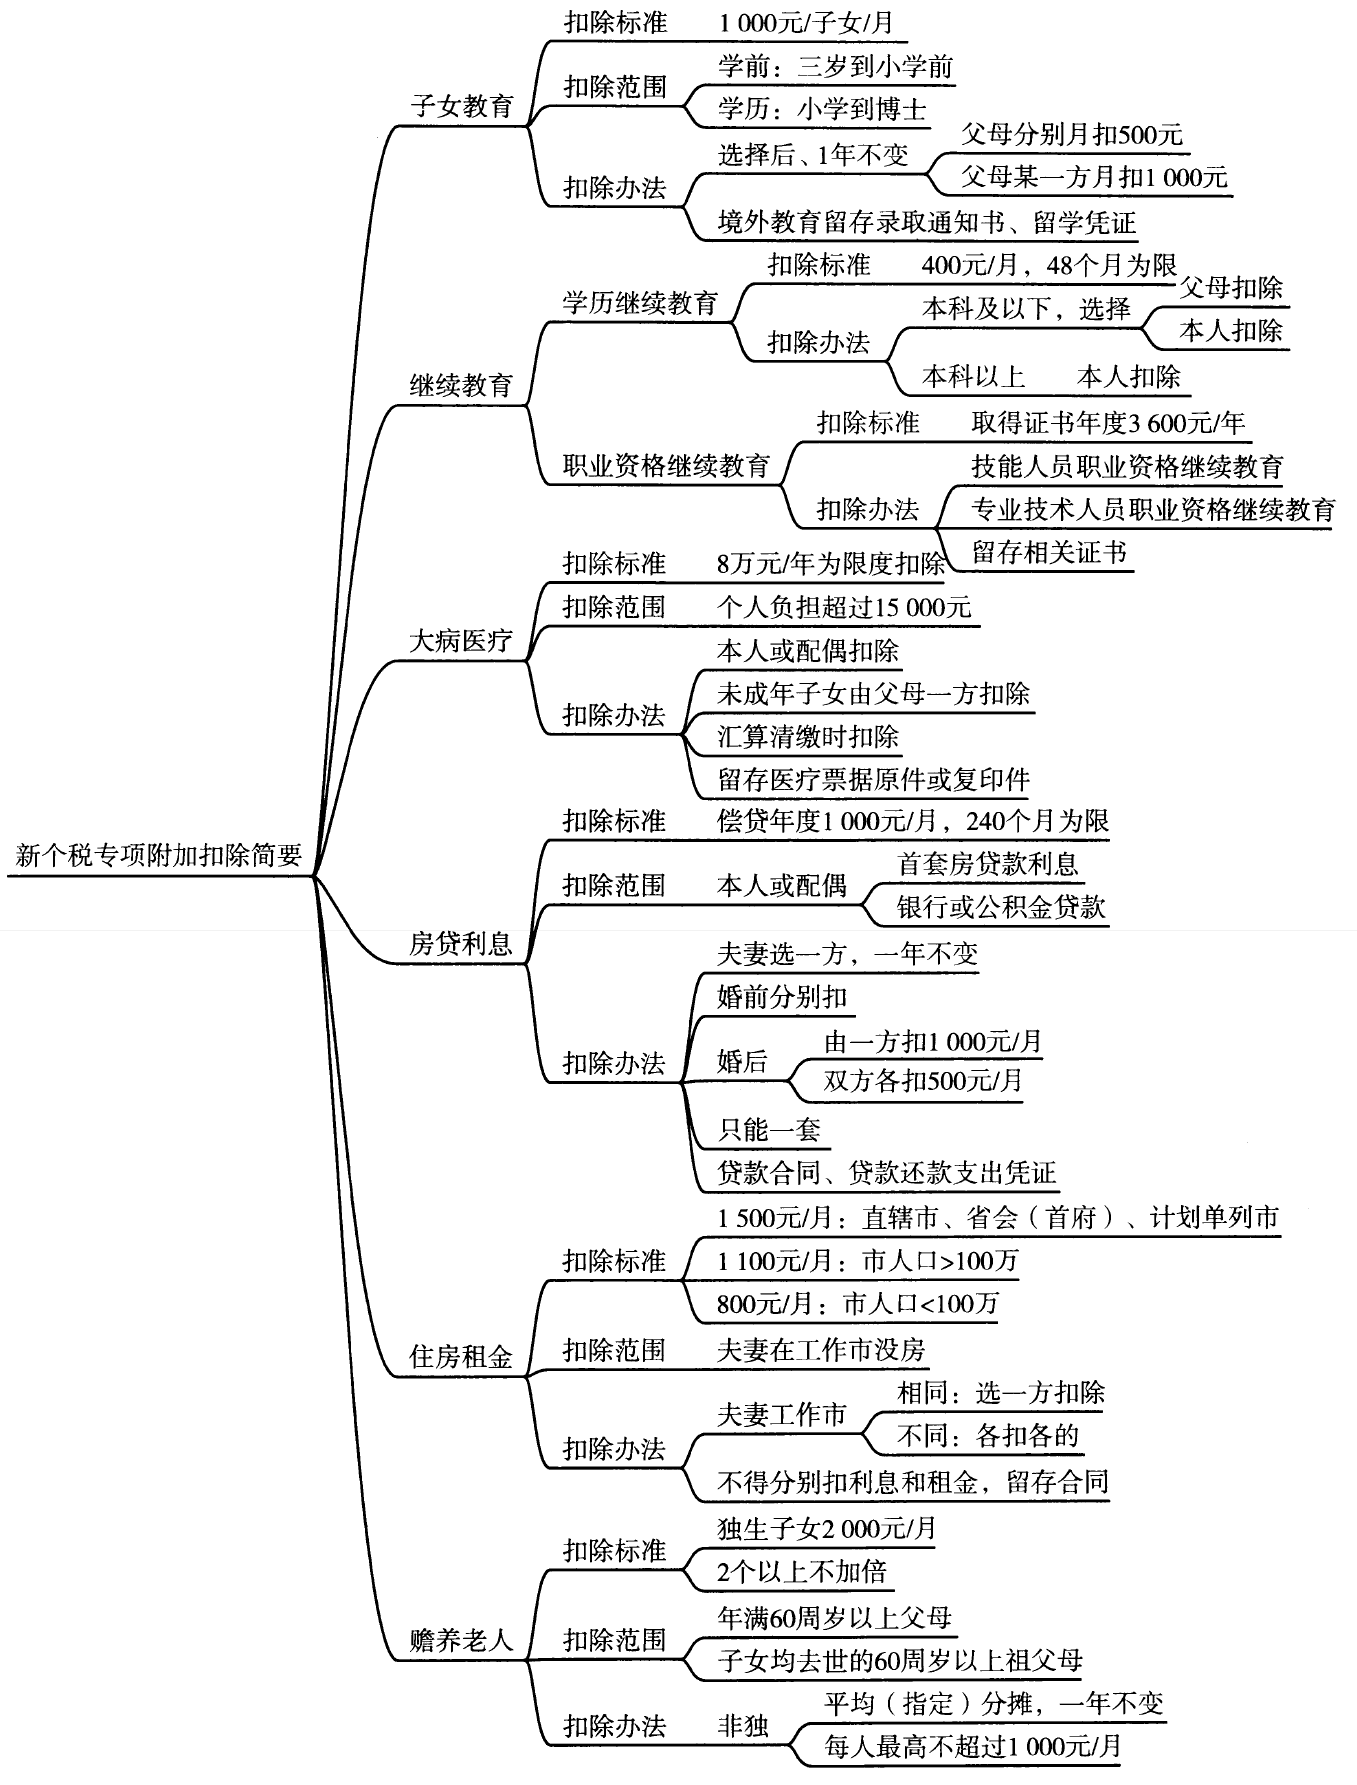 新个税专项附加扣除简要
子女教育
扣除标准 1 000元/子女/月
扣除范围
学前：三岁到小学前
学历：小学到博士
扣除办法
选择后、1年不变
父母分别月扣500元
父母某一方月扣1 000元
境外教育留存录取通知书、留学凭证
继续教育
学历继续教育
扣除标准 400元/月，48个月为限
扣除办法
本科及以下，选择
父母扣除
本人扣除
本科以上 本人扣除
职业资格继续教育
扣除标准 取得证书年度3 600元/年
扣除办法
技能人员职业资格继续教育
专业技术人员职业资格继续教育
留存相关证书
大病医疗
扣除标准 8万元/年为限度扣除
扣除范围 个人负担超过15 000元
扣除办法
本人或配偶扣除
未成年子女由父母一方扣除
汇算清缴时扣除
留存医疗票据原件或复印件
房贷利息
扣除标准 偿贷年度1 000元/月，240个月为限
扣除范围 本人或配偶
首套房贷款利息
银行或公积金贷款
扣除办法
夫妻选一方，一年不变
婚前分别扣
婚后
由一方扣1 000元/月
双方各扣500元/月
只能一套
贷款合同、贷款还款支出凭证
住房租金
扣除标准
1 500元/月：直辖市、省会（首府）、计划单列市
1 100元/月：市人口>100万
800元/月：市人口<100万
扣除范围 夫妻在工作市没房
扣除办法
夫妻工作市
相同：选一方扣除
不同：各扣各的
不得分别扣利息和租金，留存合同
赡养老人
扣除标准
独生子女2 000元/月
2个以上不加倍
扣除范围
年满60周岁以上父母
子女均去世的60周岁以上祖父母
扣除办法 非独
平均（指定）分摊，一年不变
每人最高不超过1 000元/月